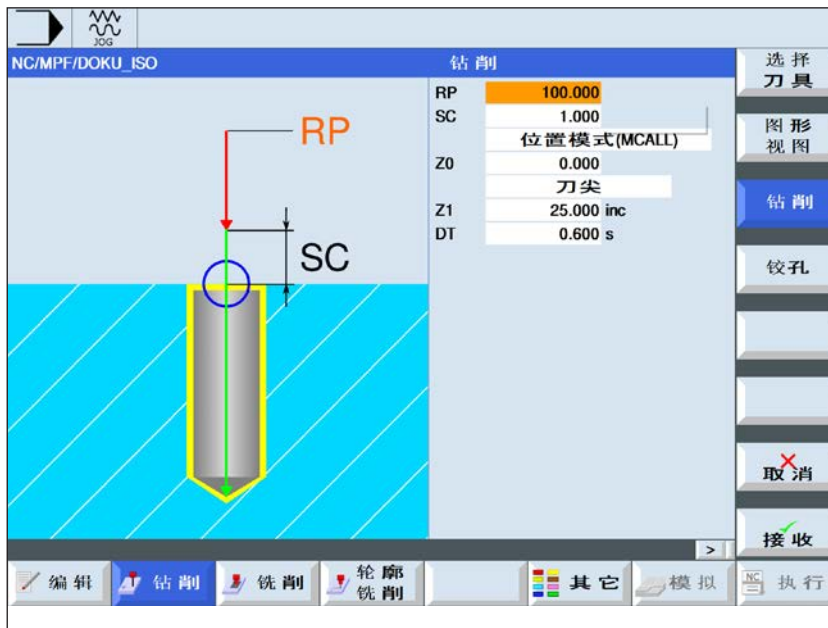 JOG
NC/MPF/DOKU_ISO
钻削
RP 100.000
SC 1.000
位置模式(MCALL)
Z0 0.000
刀尖
Z1 25.000 inc
DT 0.600 s
RP
SC
选择
刀具
图形
视图
钻削
铰孔
取消
接收
>
编辑
钻削
铣削
轮廓
铣削
其它
模拟
NC
执行